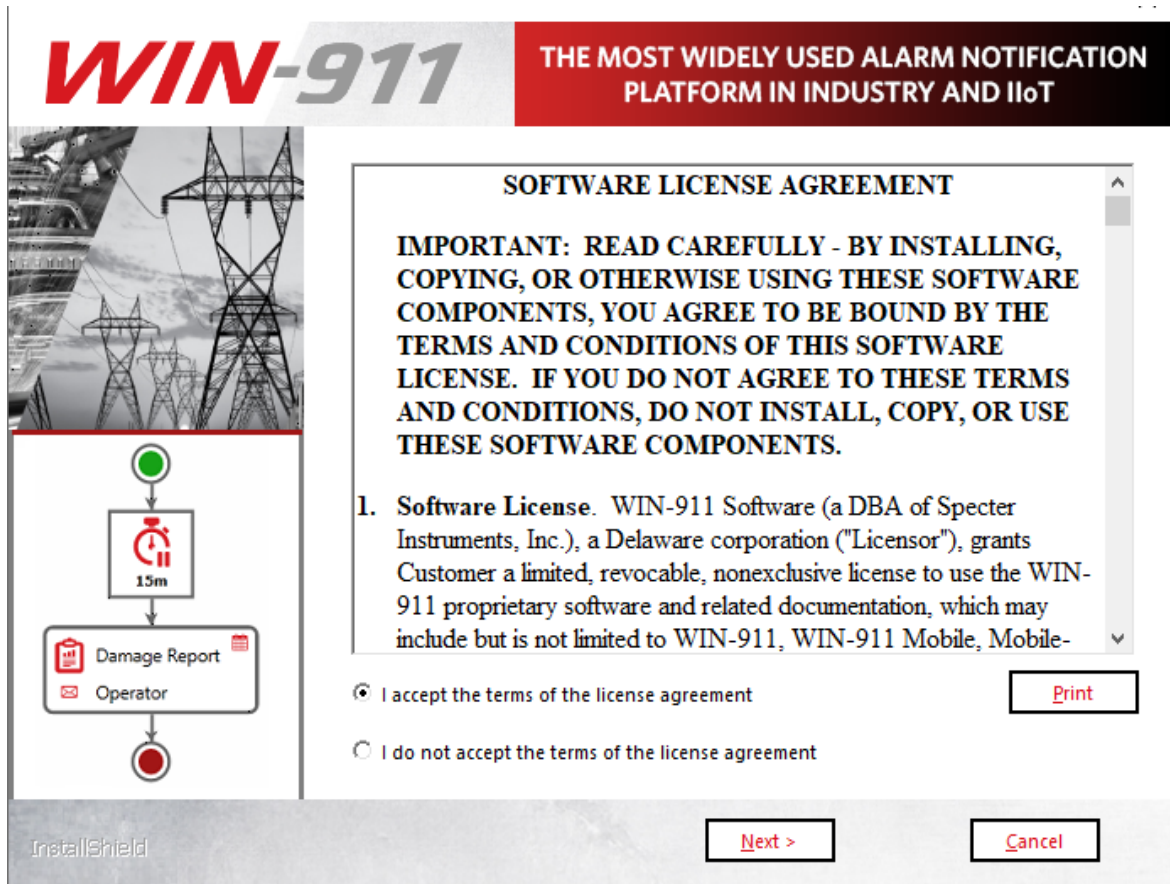 WIN-911
THE MOST WIDELY USED ALARM NOTIFICATION
PLATFORM IN INDUSTRY AND IIoT
SOFTWARE LICENSE AGREEMENT
IMPORTANT:  READ CAREFULLY - BY INSTALLING,
COPYING, OR OTHERWISE USING THESE SOFTWARE
COMPONENTS, YOU AGREE TO BE BOUND BY THE
TERMS AND CONDITIONS OF THIS SOFTWARE
LICENSE.  IF YOU DO NOT AGREE TO THESE TERMS
AND CONDITIONS, DO NOT INSTALL, COPY, OR USE
THESE SOFTWARE COMPONENTS.
1. Software License.  WIN-911 Software (a DBA of Specter
Instruments, Inc.), a Delaware corporation ("Licensor"), grants
Customer a limited, revocable, nonexclusive license to use the WIN-
911 proprietary software and related documentation, which may
include but is not limited to WIN-911, WIN-911 Mobile, Mobile-
15m
Damage Report
Operator
I accept the terms of the license agreement
Print
I do not accept the terms of the license agreement
InstallShield
Next >
Cancel